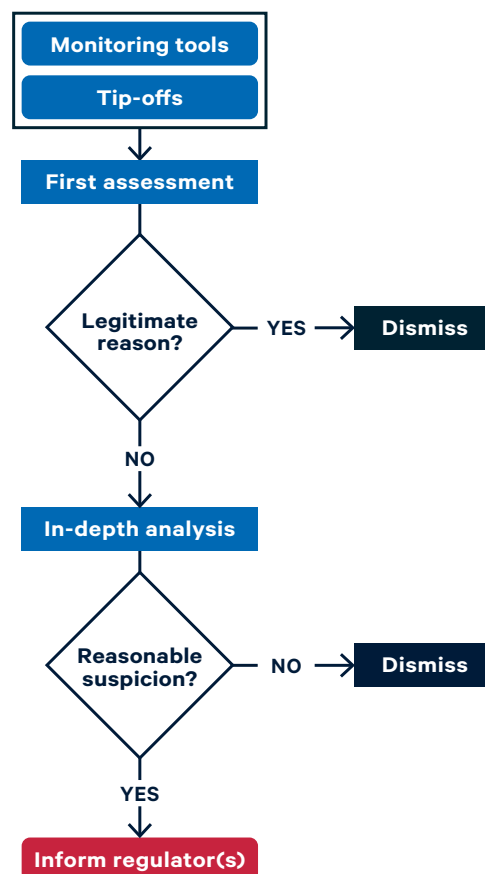 Monitoring tools
Tip-offs
First assessment
Legitimate
reason?
YES
Dismiss
NO
In-depth analysis
Reasonable
suspicion?
NO
Dismiss
YES
Inform regulator(s)